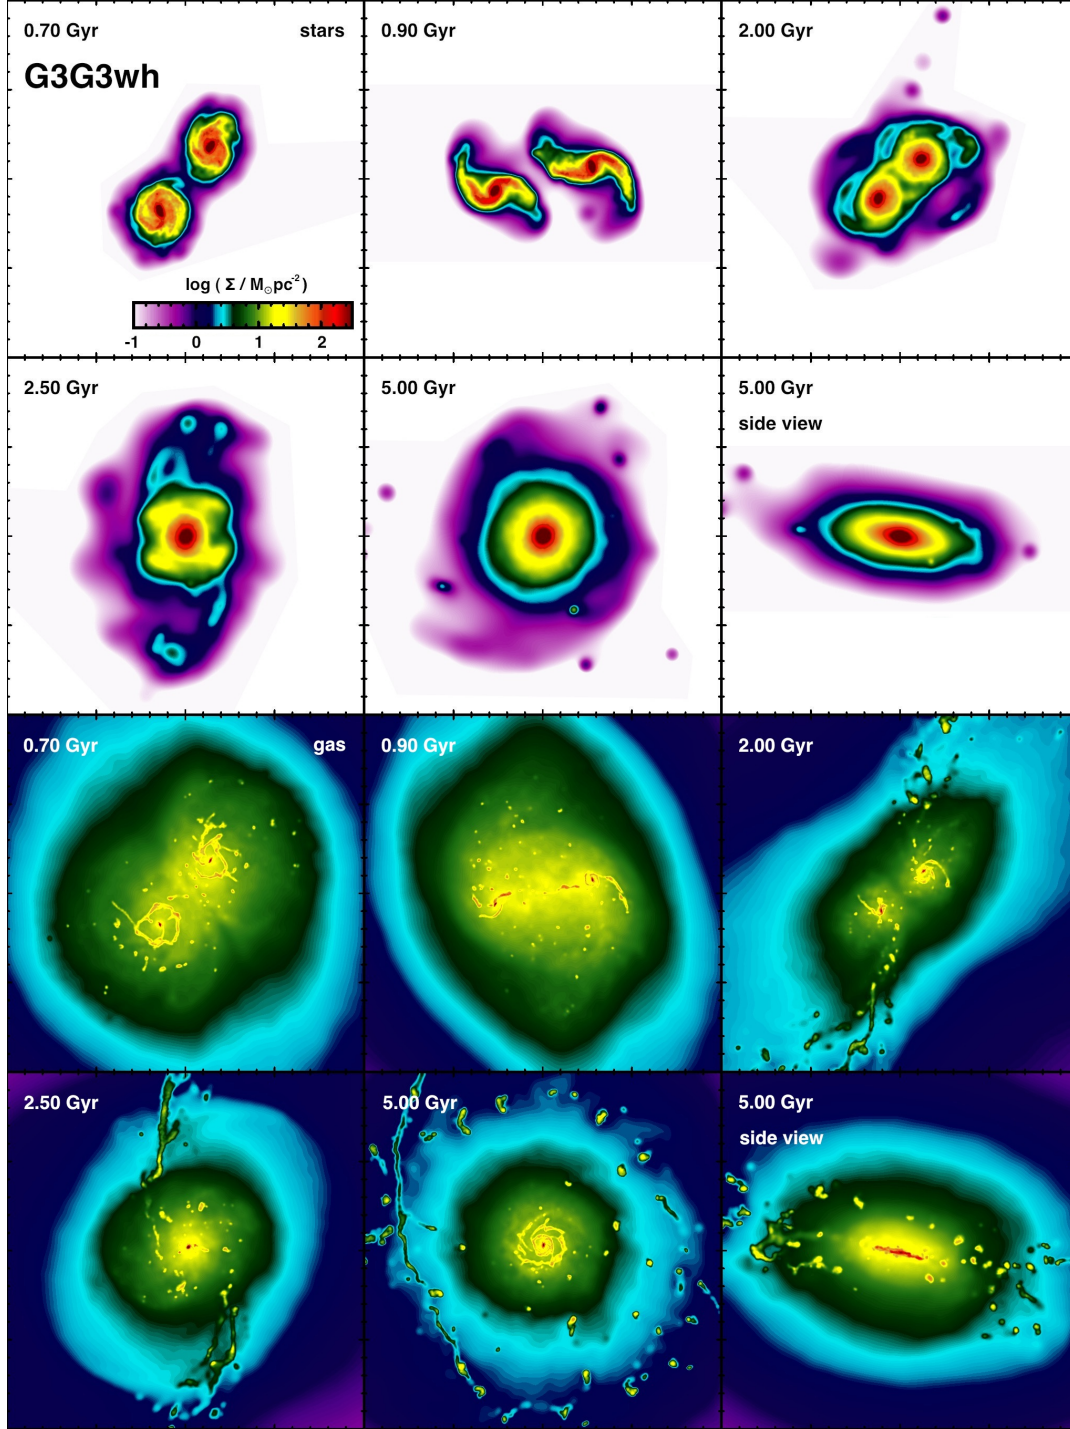 0.70 Gyr stars
G3G3wh
log ( Σ / M☉pc⁻²)
-1 0 1 2
0.90 Gyr
2.00 Gyr
2.50 Gyr
5.00 Gyr
5.00 Gyr
side view
0.70 Gyr gas
0.90 Gyr
2.00 Gyr
2.50 Gyr
5.00 Gyr
5.00 Gyr
side view